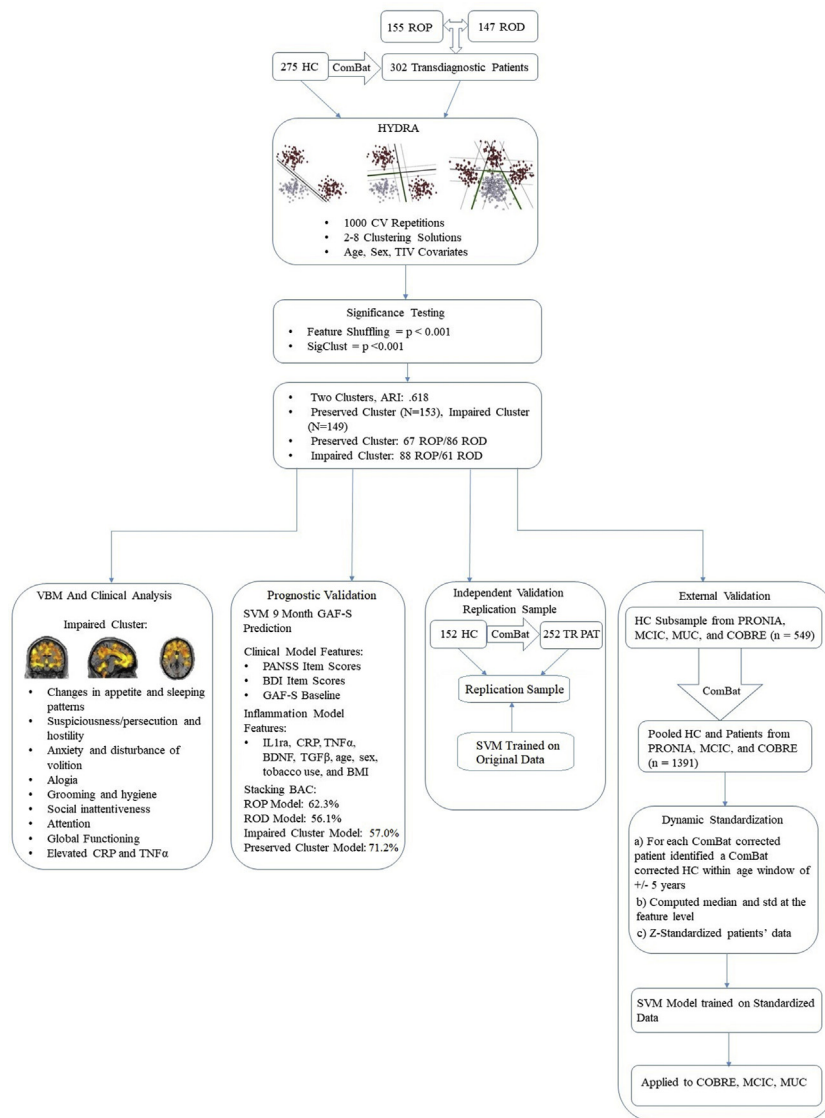 155 ROP
147 ROD
275 HC
ComBat
302 Transdiagnostic Patients
HYDRA
• 1000 CV Repetitions
• 2-8 Clustering Solutions
• Age, Sex, TIV Covariates
Significance Testing
• Feature Shuffling = p < 0.001
• SigClust = p <0.001
• Two Clusters, ARI: .618
• Preserved Cluster (N=153), Impaired Cluster
(N=149)
• Preserved Cluster: 67 ROP/86 ROD
• Impaired Cluster: 88 ROP/61 ROD
VBM And Clinical Analysis
Impaired Cluster:
• Changes in appetite and sleeping
patterns
• Suspiciousness/persecution and
hostility
• Anxiety and disturbance of
volition
• Alogia
• Grooming and hygiene
• Social inattentiveness
• Attention
• Global Functioning
• Elevated CRP and TNFα
Prognostic Validation
SVM 9 Month GAF-S
Prediction
Clinical Model Features:
• PANSS Item Scores
• BDI Item Scores
• GAF-S Baseline
Inflammation Model
Features:
• IL1ra, CRP, TNFα,
BDNF, TGFβ, age, sex,
tobacco use, and BMI
Stacking BAC:
ROP Model: 62.3%
ROD Model: 56.1%
Impaired Cluster Model: 57.0%
Preserved Cluster Model: 71.2%
Independent Validation
Replication Sample
152 HC
ComBat
252 TR PAT
Replication Sample
SVM Trained on
Original Data
External Validation
HC Subsample from PRONIA,
MCIC, MUC, and COBRE (n = 549)
ComBat
Pooled HC and Patients from
PRONIA, MCIC, and COBRE
(n = 1391)
Dynamic Standardization
a) For each ComBat corrected
patient identified a ComBat
corrected HC within age window of
+/- 5 years
b) Computed median and std at the
feature level
c) Z-Standardized patients' data
SVM Model trained on Standardized
Data
Applied to COBRE, MCIC, MUC